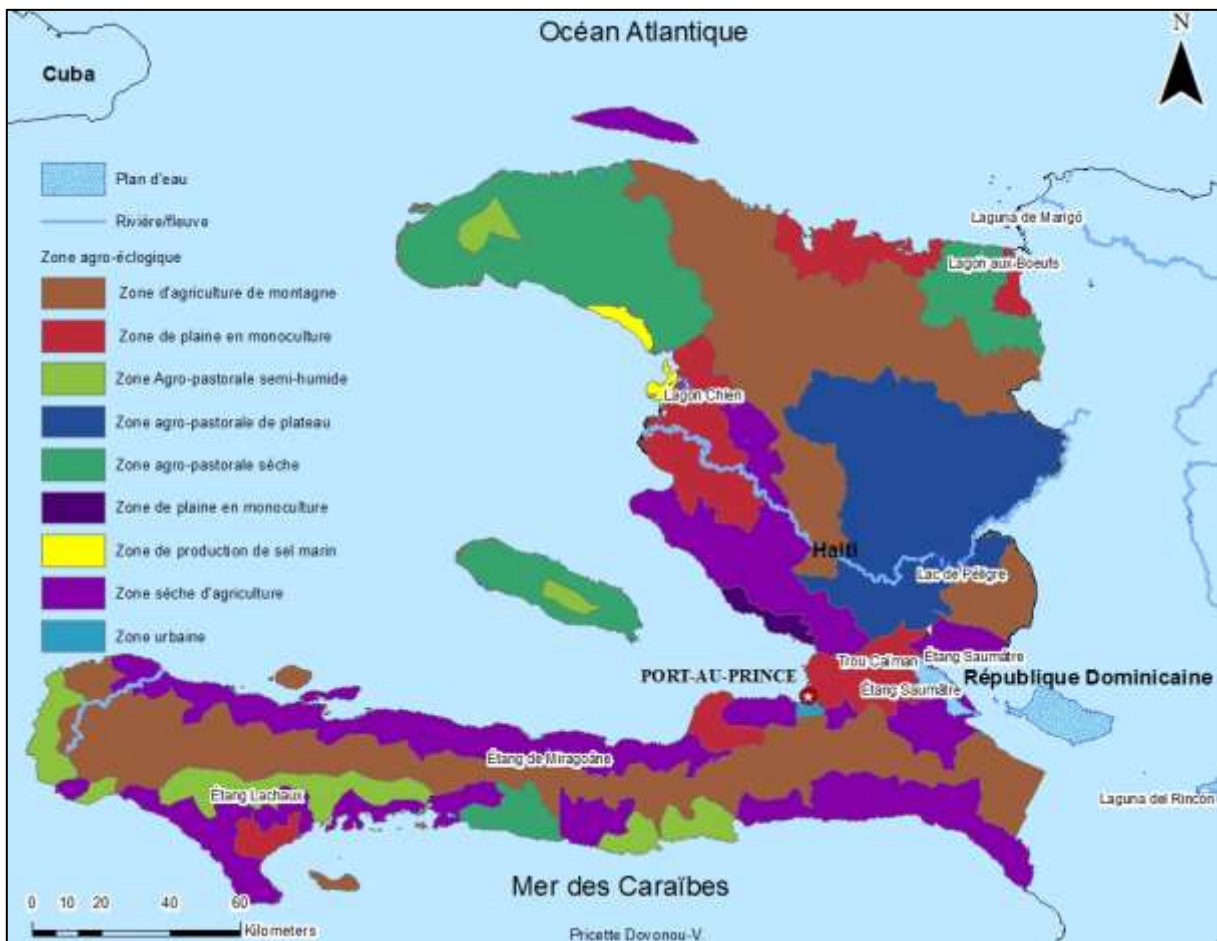 Océan Atlantique
N
Cuba
Plan d'eau
Rivière/fleuve
Zone agro-éclogique
Zone d'agriculture de montagne
Zone de plaine en monoculture
Zone Agro-pastorale semi-humide
Zone agro-pastorale de plateau
Zone agro-pastorale sèche
Zone de plaine en monoculture
Zone de production de sel marin
Zone sèche d'agriculture
Zone urbaine
Laguna de Marigó
Lagon aux-Boeufs
Lagon Chien
Haiti
Lac de Péligre
Trou Caïman
Étang Saumâtre
PORT-AU-PRINCE
Étang Saumâtre
République Dominicaine
Étang de Miragoâne
Étang Lachaux
Laguna del Rincón
Mer des Caraïbes
0 10 20 40 60
Kilometers
Pricette Dovonou-V.